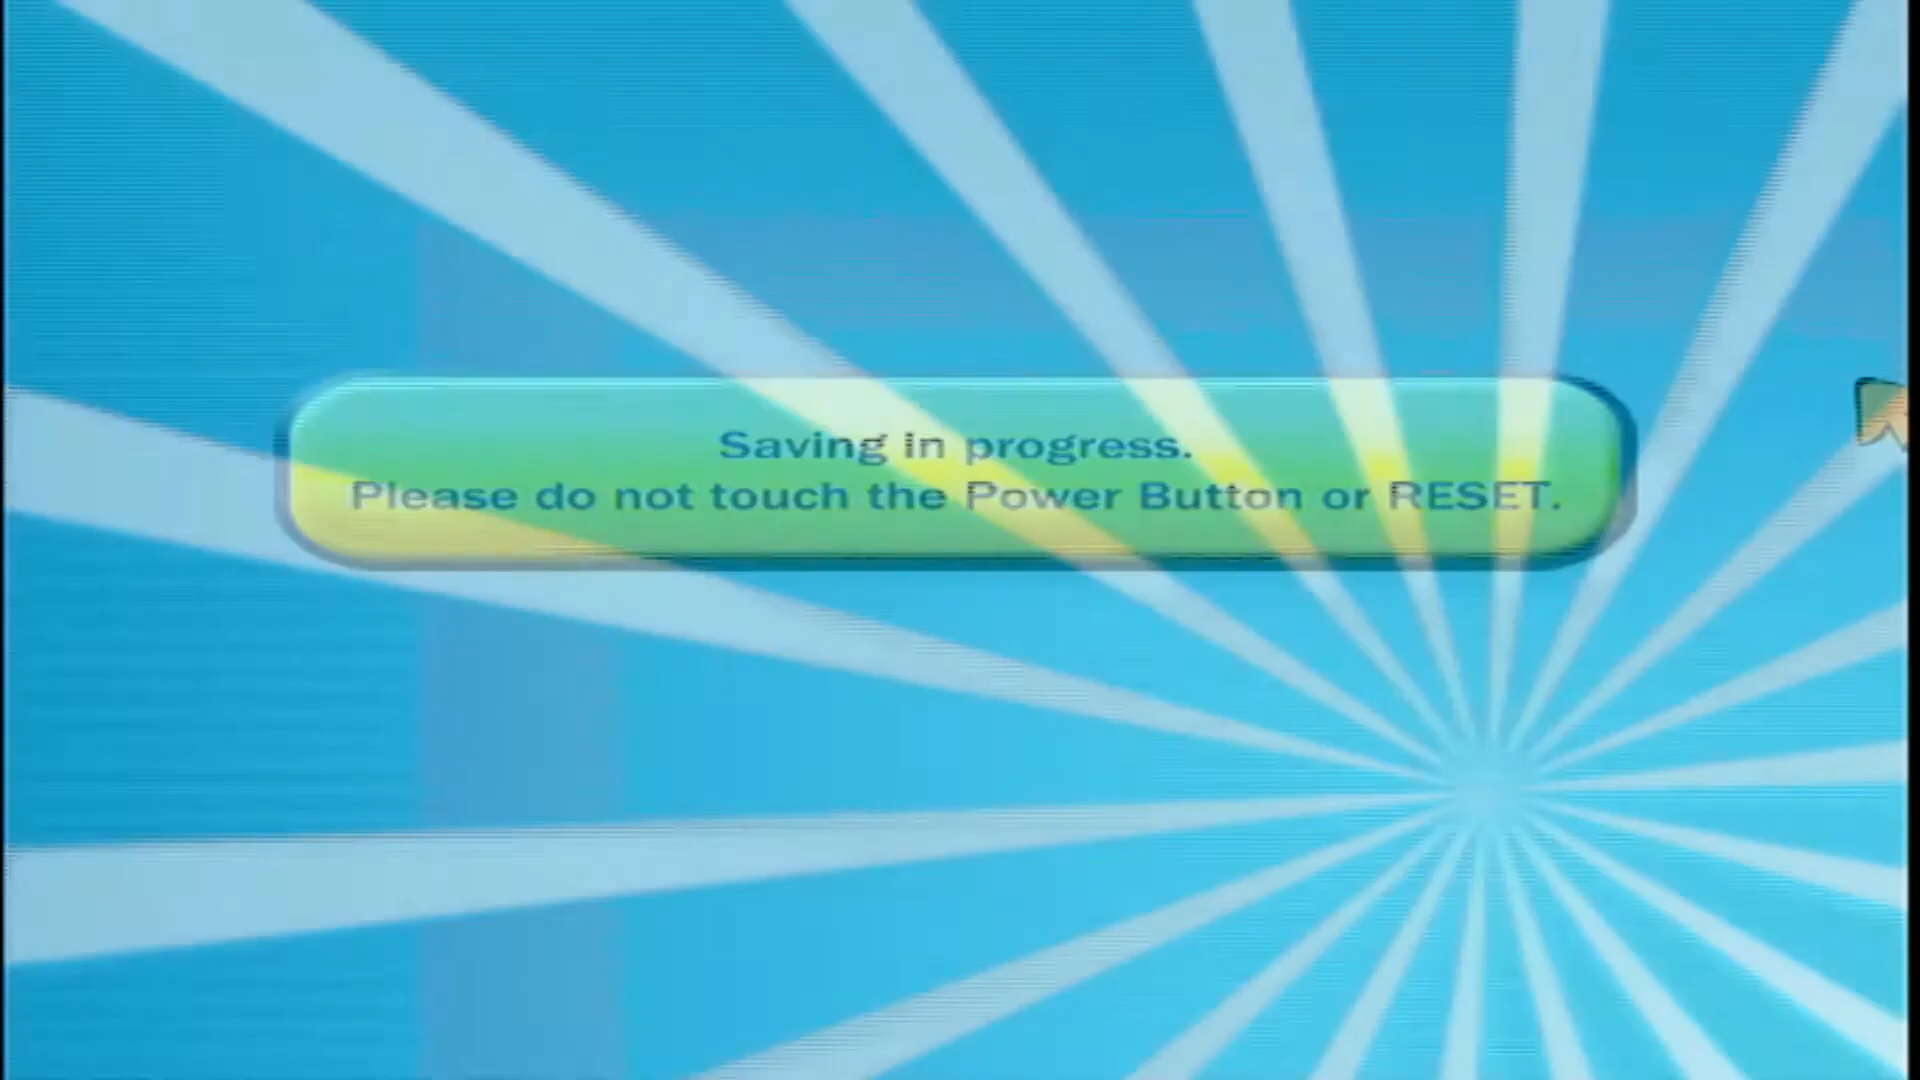 Saving in progress.
Please do not touch the Power Button or RESET.